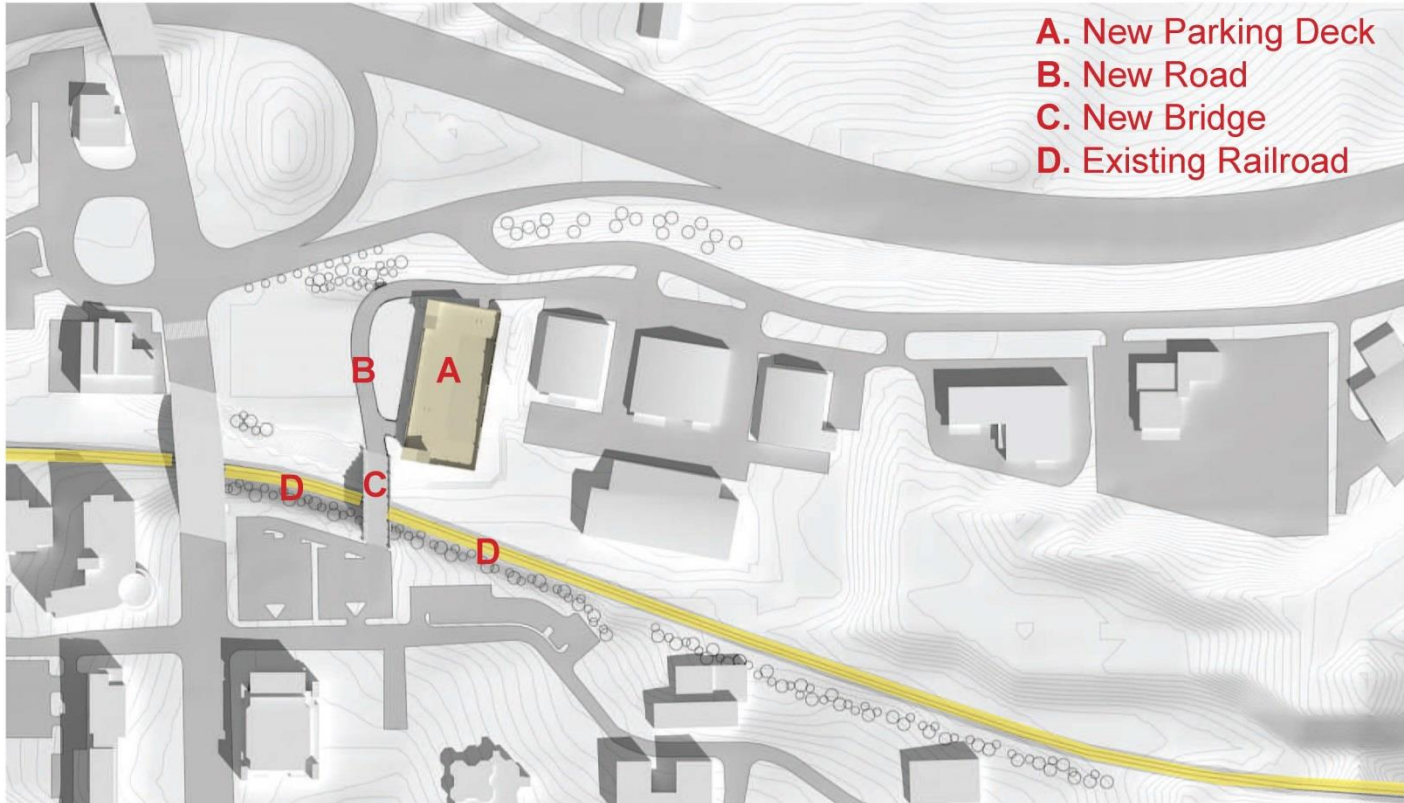 A. New Parking Deck
B. New Road
C. New Bridge
D. Existing Railroad
B
A
D
C
D